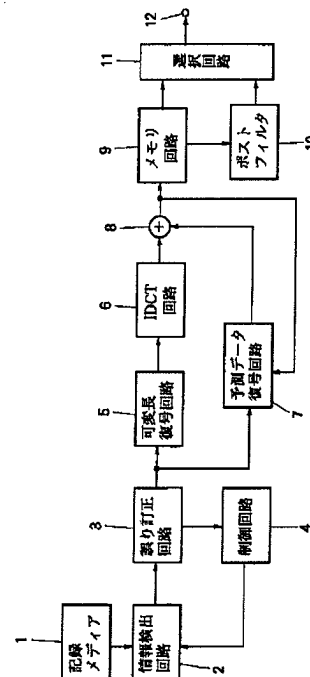 1
記録
メディア
2
情報検出
回路
3
誤り訂正
回路
4
制御回路
5
可変長
復号回路
6
IDCT
回路
7
予測データ
復号回路
8
+
9
メモリ
回路
10
ポスト
フィルタ
11
選択回路
12